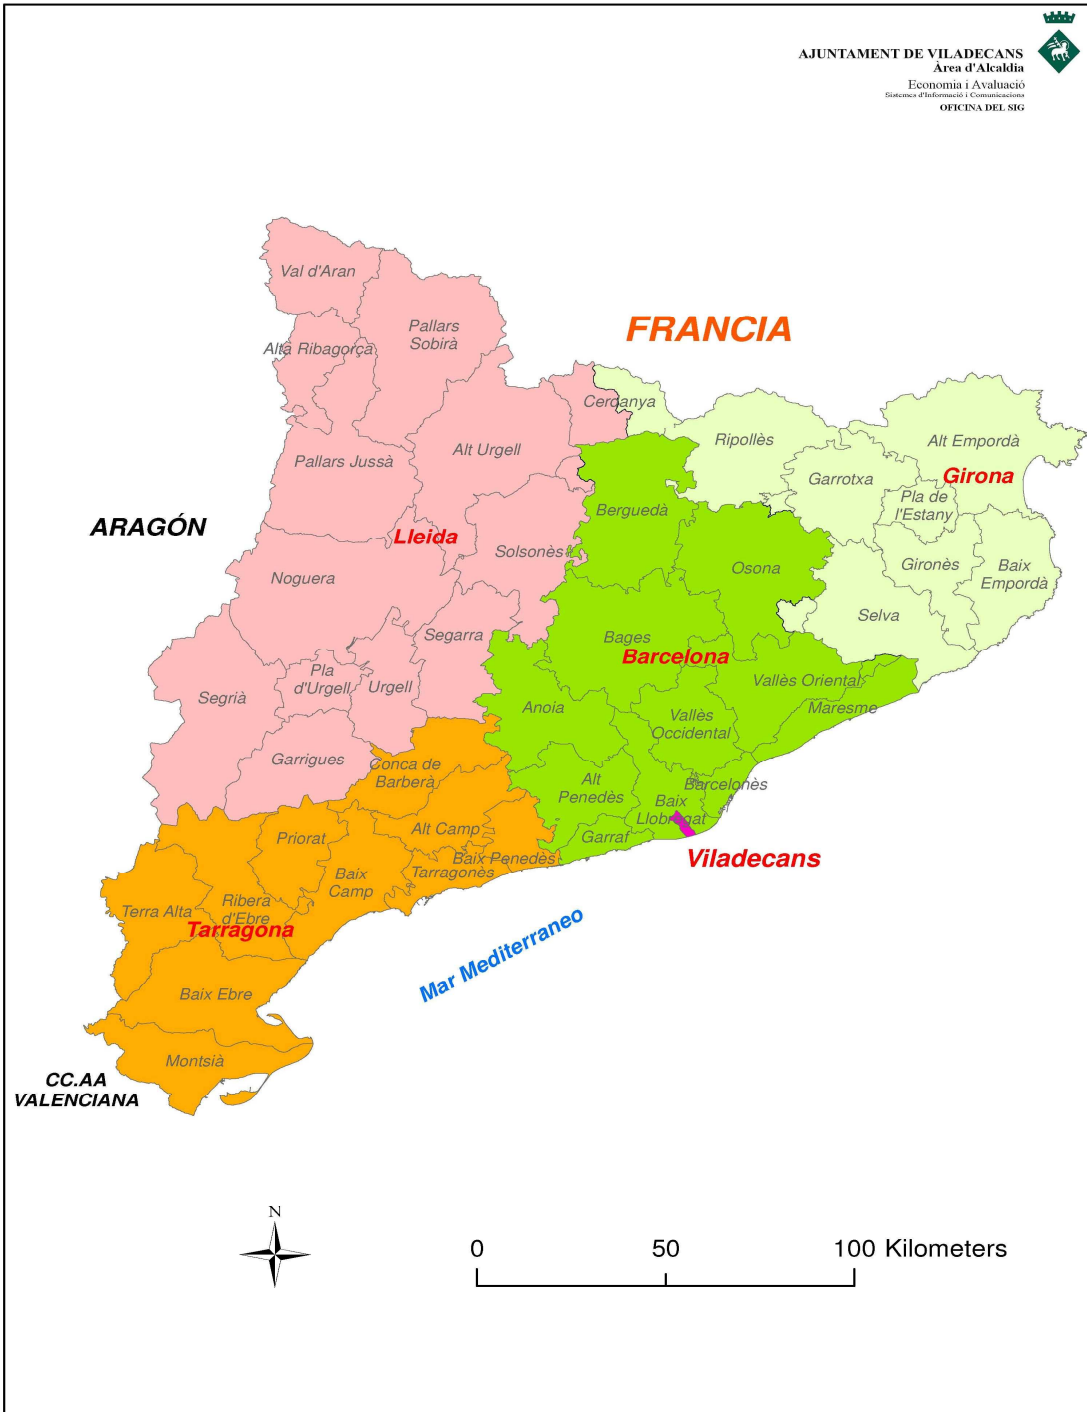 AJUNTAMENT DE VILADECANS
Àrea d'Alcaldia
Economia i Avaluació
Sistemes d'Informació i Comunicacions
OFICINA DEL SIG
Val d'Aran
FRANCIA
Pallars
Sobirà
Alta Ribagorça
Cerdanya
Ripollès
Alt Empordà
Alt Urgell
Pallars Jussà
Garrotxa
Girona
Pla de
l'Estany
Berguedà
ARAGÓN
Lleida
Solsonès
Osona
Gironès
Baix
Empordà
Noguera
Selva
Segarra
Bages
Barcelona
Pla
d'Urgell
Urgell
Vallès Oriental
Segrià
Anoia
Maresme
Vallès
Occidental
Garrigues
Conca de
Barberà
Alt
Penedès
Barcelonès
Baix
Llobregat
Priorat
Alt Camp
Garraf
Viladecans
Baix Penedès
Tarragonès
Baix
Camp
Ribera
d'Ebre
Terra Alta
Tarragona
Mar Mediterraneo
Baix Ebre
Montsià
CC.AA
VALENCIANA
N
0 50 100 Kilometers